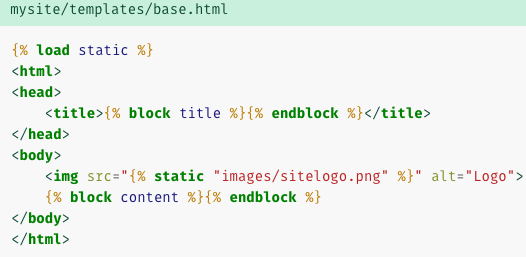 mysite/templates/base.html
{% load static %}
<html>
<head>
    <title>{% block title %}{% endblock %}</title>
</head>
<body>
    <img src="{% static "images/sitelogo.png" %}" alt="Logo">
    {% block content %}{% endblock %}
</body>
</html>